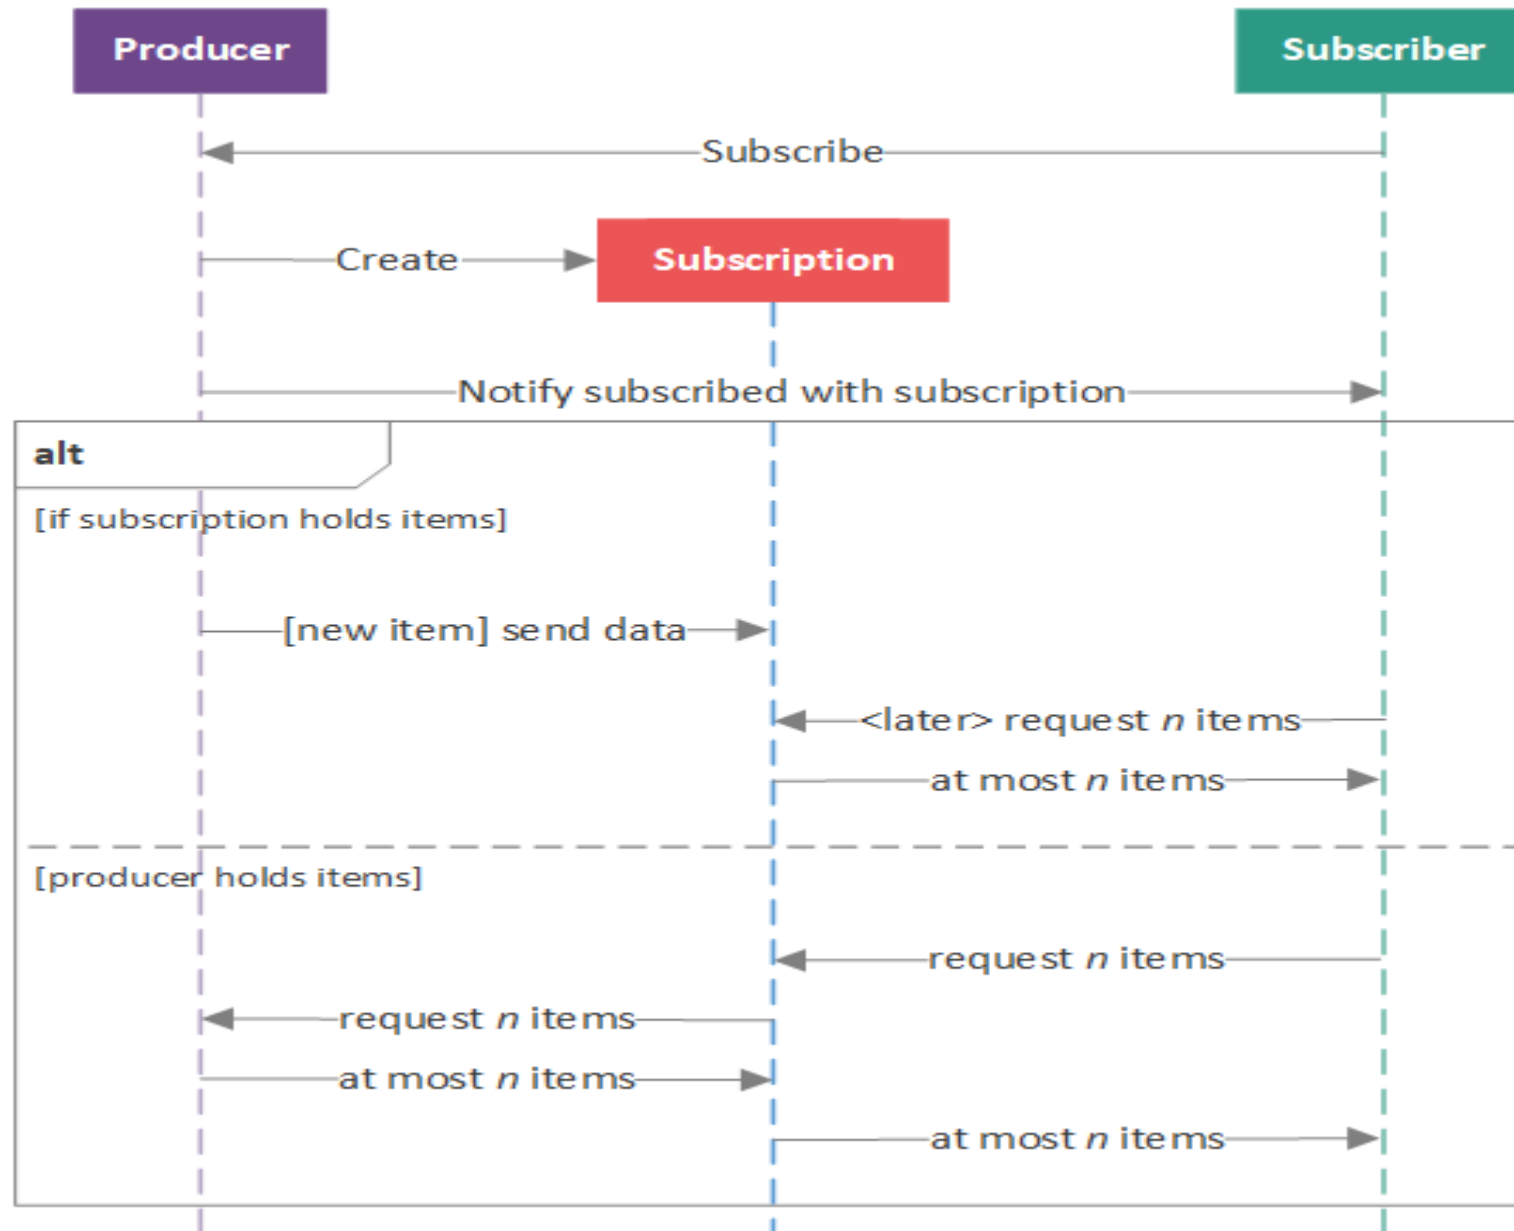 Producer
Subscriber
Subscribe
Create
Subscription
Notify subscribed with subscription
alt
[if subscription holds items]
[new item] send data
<later> request n items
at most n items
[producer holds items]
request n items
request n items
at most n items
at most n items